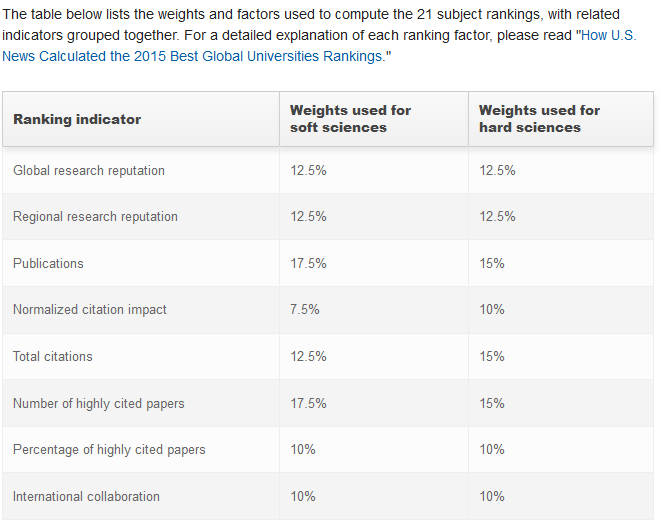 The table below lists the weights and factors used to compute the 21 subject rankings, with related
indicators grouped together. For a detailed explanation of each ranking factor, please read "How U.S.
News Calculated the 2015 Best Global Universities Rankings."
Ranking indicator Weights used for soft sciences Weights used for hard sciences
Global research reputation 12.5% 12.5%
Regional research reputation 12.5% 12.5%
Publications 17.5% 15%
Normalized citation impact 7.5% 10%
Total citations 12.5% 15%
Number of highly cited papers 17.5% 15%
Percentage of highly cited papers 10% 10%
International collaboration 10% 10%